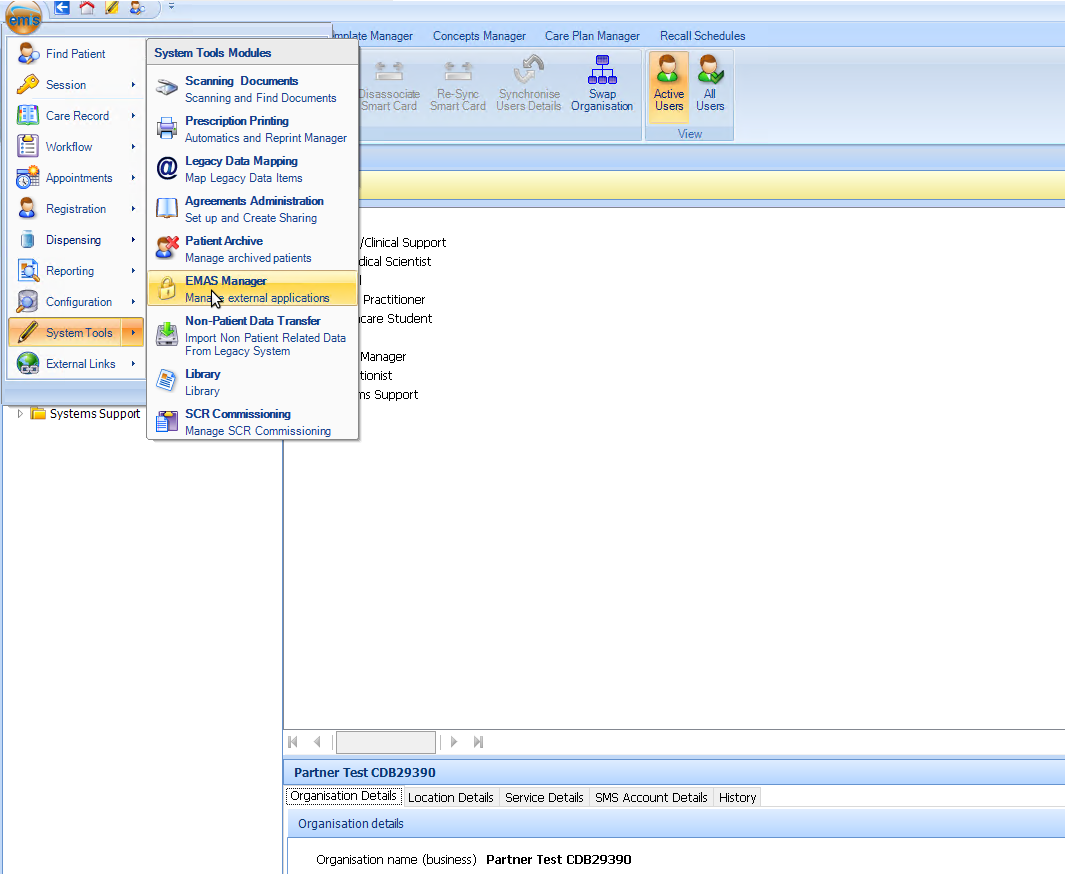 emis
mplate Manager
Concepts Manager
Care Plan Manager
Recall Schedules
Find Patient
Session
Care Record
Workflow
Appointments
Registration
Dispensing
Reporting
Configuration
System Tools
External Links
System Tools Modules
Scanning Documents
Scanning and Find Documents
Prescription Printing
Automatics and Reprint Manager
Legacy Data Mapping
Map Legacy Data Items
Agreements Administration
Set up and Create Sharing
Patient Archive
Manage archived patients
EMAS Manager
Manage external applications
Non-Patient Data Transfer
Import Non Patient Related Data
From Legacy System
Library
Library
SCR Commissioning
Manage SCR Commissioning
Disassociate
Smart Card
Re-Sync
Smart Card
Synchronise
Users Details
Swap
Organisation
Active
Users
All
Users
View
/Clinical Support
dical Scientist
l
Practitioner
care Student
Manager
tionist
ms Support
Systems Support
Partner Test CDB29390
Organisation Details
Location Details
Service Details
SMS Account Details
History
Organisation details
Organisation name (business) Partner Test CDB29390